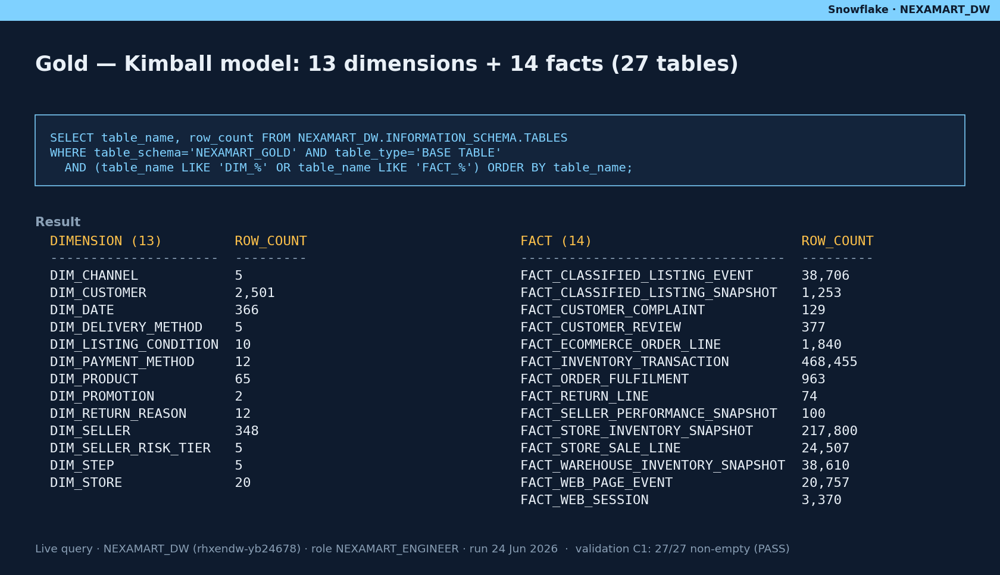 Snowflake · NEXAMART_DW
Gold — Kimball model: 13 dimensions + 14 facts (27 tables)
SELECT table_name, row_count FROM NEXAMART_DW.INFORMATION_SCHEMA.TABLES
WHERE table_schema='NEXAMART_GOLD' AND table_type='BASE TABLE'
AND (table_name LIKE 'DIM_%' OR table_name LIKE 'FACT_%') ORDER BY table_name;
Result
DIMENSION (13) ROW_COUNT
--------------------- ---------
DIM_CHANNEL 5
DIM_CUSTOMER 2,501
DIM_DATE 366
DIM_DELIVERY_METHOD 5
DIM_LISTING_CONDITION 10
DIM_PAYMENT_METHOD 12
DIM_PRODUCT 65
DIM_PROMOTION 2
DIM_RETURN_REASON 12
DIM_SELLER 348
DIM_SELLER_RISK_TIER 5
DIM_STEP 5
DIM_STORE 20
FACT (14) ROW_COUNT
--------------------------------- ---------
FACT_CLASSIFIED_LISTING_EVENT 38,706
FACT_CLASSIFIED_LISTING_SNAPSHOT 1,253
FACT_CUSTOMER_COMPLAINT 129
FACT_CUSTOMER_REVIEW 377
FACT_ECOMMERCE_ORDER_LINE 1,840
FACT_INVENTORY_TRANSACTION 468,455
FACT_ORDER_FULFILMENT 963
FACT_RETURN_LINE 74
FACT_SELLER_PERFORMANCE_SNAPSHOT 100
FACT_STORE_INVENTORY_SNAPSHOT 217,800
FACT_STORE_SALE_LINE 24,507
FACT_WAREHOUSE_INVENTORY_SNAPSHOT 38,610
FACT_WEB_PAGE_EVENT 20,757
FACT_WEB_SESSION 3,370
Live query · NEXAMART_DW (rhxendw-yb24678) · role NEXAMART_ENGINEER · run 24 Jun 2026 · validation C1: 27/27 non-empty (PASS)